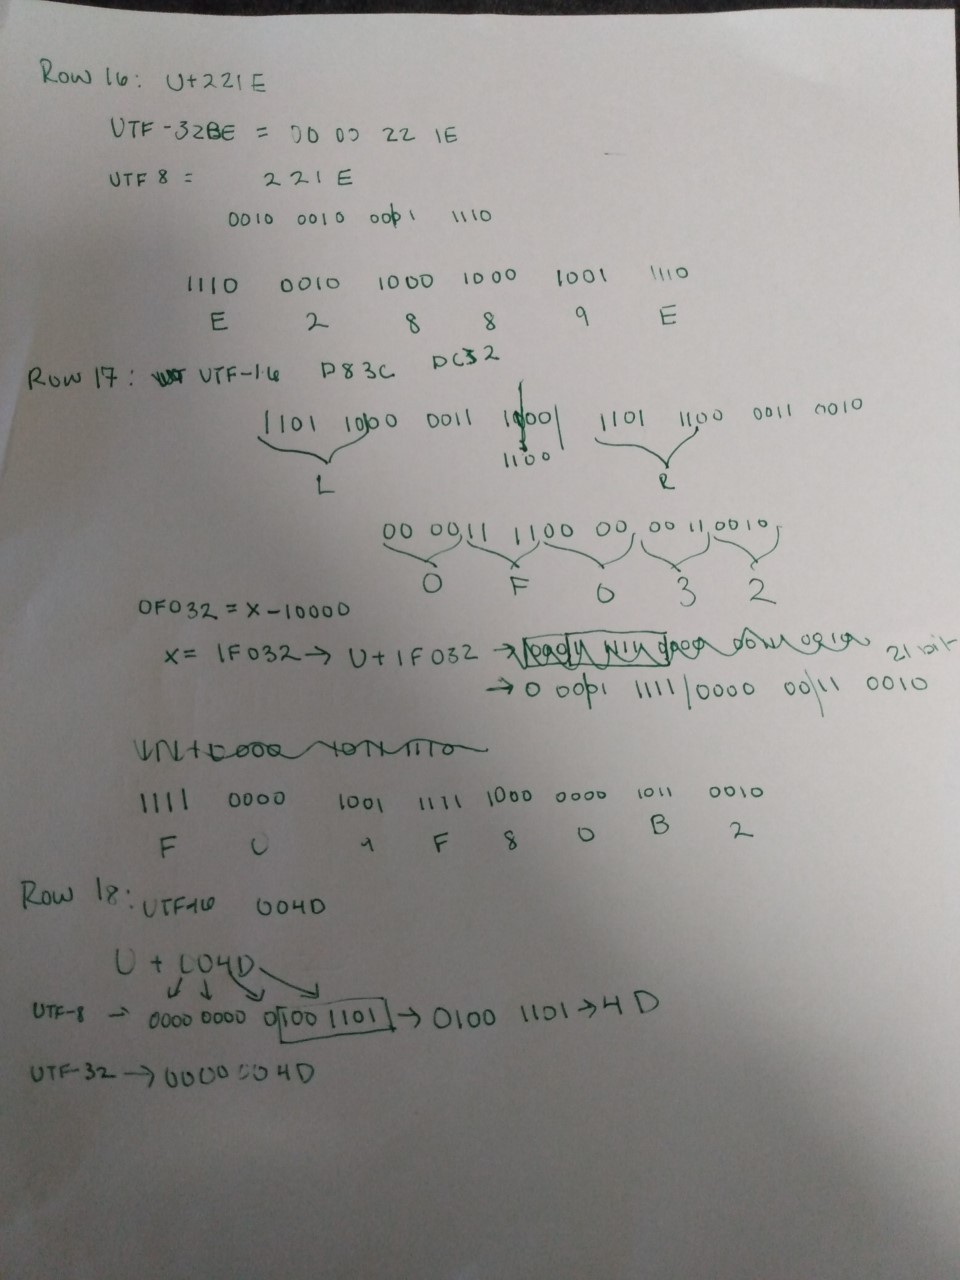 Row 16: U+221E
UTF-32BE = 00 00 22 1E
UTF 8 = 221E
0010 0010 0001 1110
1110 0010 1000 1000 1001 1110
E 2 8 8 9 E
Row 17: UTF-16 D83C DC32
1101 1000 0011 1000 1101 1100 0011 0010
1100
L R
00 0011 1100 00 00 11 0010
0 F 0 3 2
0F032 = X-10000
X= 1F032 → U+1F032 → 21 bit
→ 0 0001 1111 0000 0011 0010
1111 0000 1001 1111 1000 0000 1011 0010
F 0 9 F 8 0 B 2
Row 18: UTF16 004D
U + 004D
UTF-8 → 0000 0000 0100 1101 → 0100 1101 → 4D
UTF-32 → 0000 004D